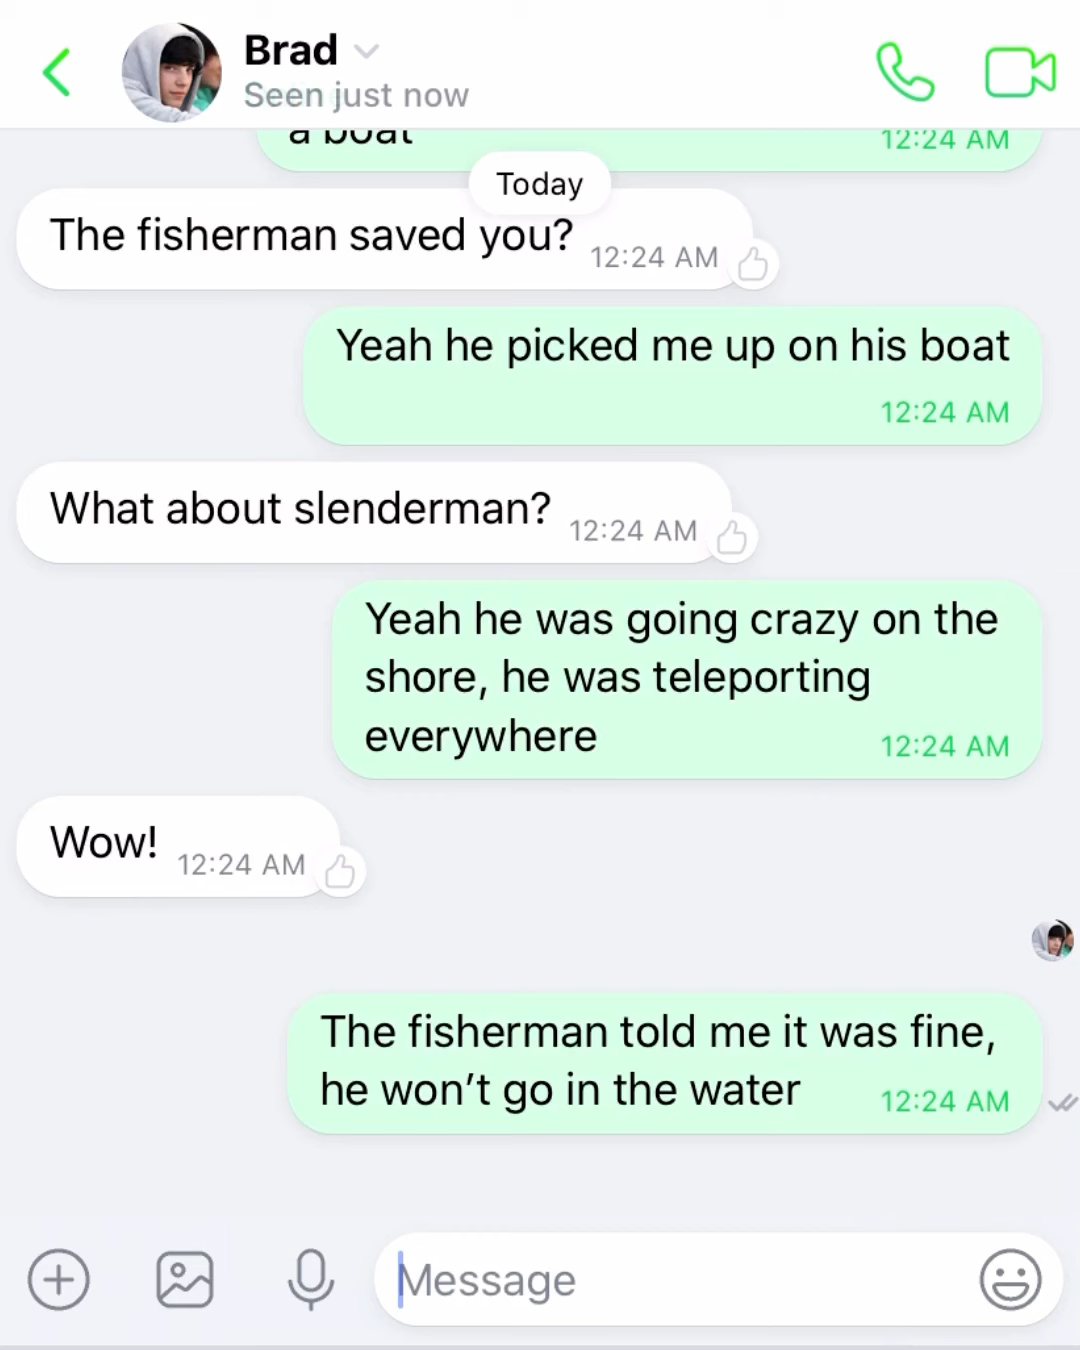 Brad
Seen just now
a boat
12:24 AM
Today
The fisherman saved you?
12:24 AM
Yeah he picked me up on his boat
12:24 AM
What about slenderman?
12:24 AM
Yeah he was going crazy on the
shore, he was teleporting
everywhere
12:24 AM
Wow!
12:24 AM
The fisherman told me it was fine,
he won’t go in the water
12:24 AM
Message